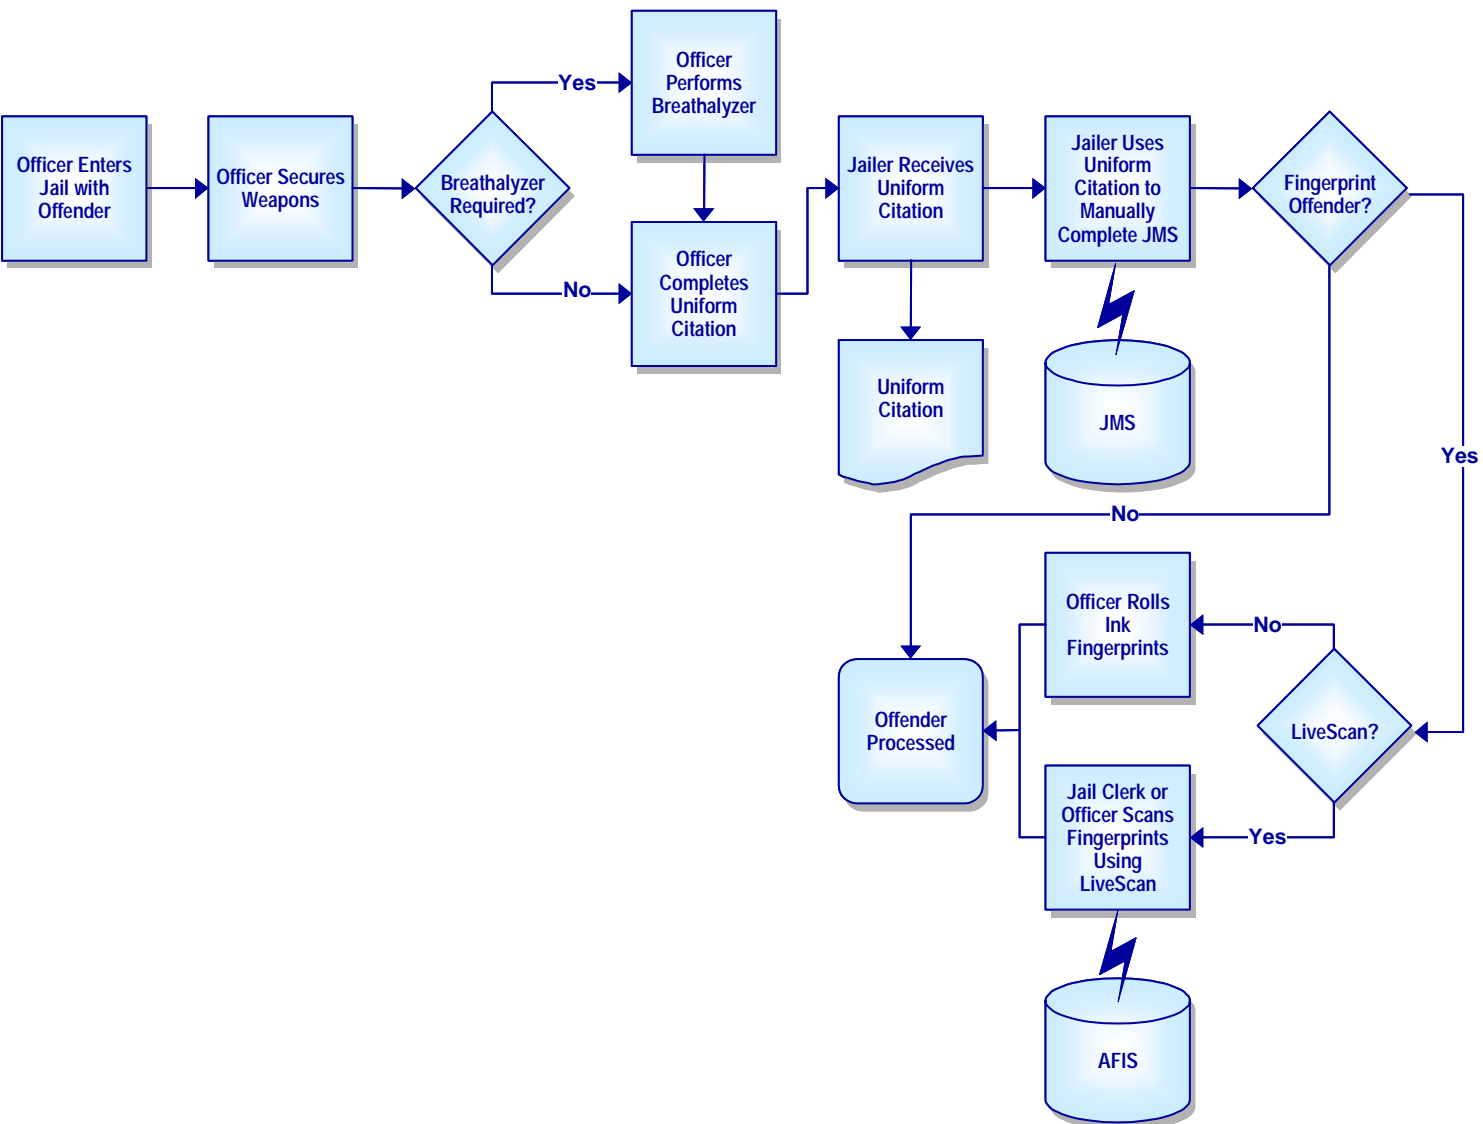 Officer Enters
Jail with
Offender
Officer Secures
Weapons
Breathalyzer
Required?
Yes
Officer
Performs
Breathalyzer
No
Officer
Completes
Uniform
Citation
Jailer Receives
Uniform
Citation
Uniform
Citation
Jailer Uses
Uniform
Citation to
Manually
Complete JMS
JMS
Fingerprint
Offender?
Yes
No
LiveScan?
No
Officer Rolls
Ink
Fingerprints
Yes
Jail Clerk or
Officer Scans
Fingerprints
Using
LiveScan
AFIS
Offender
Processed